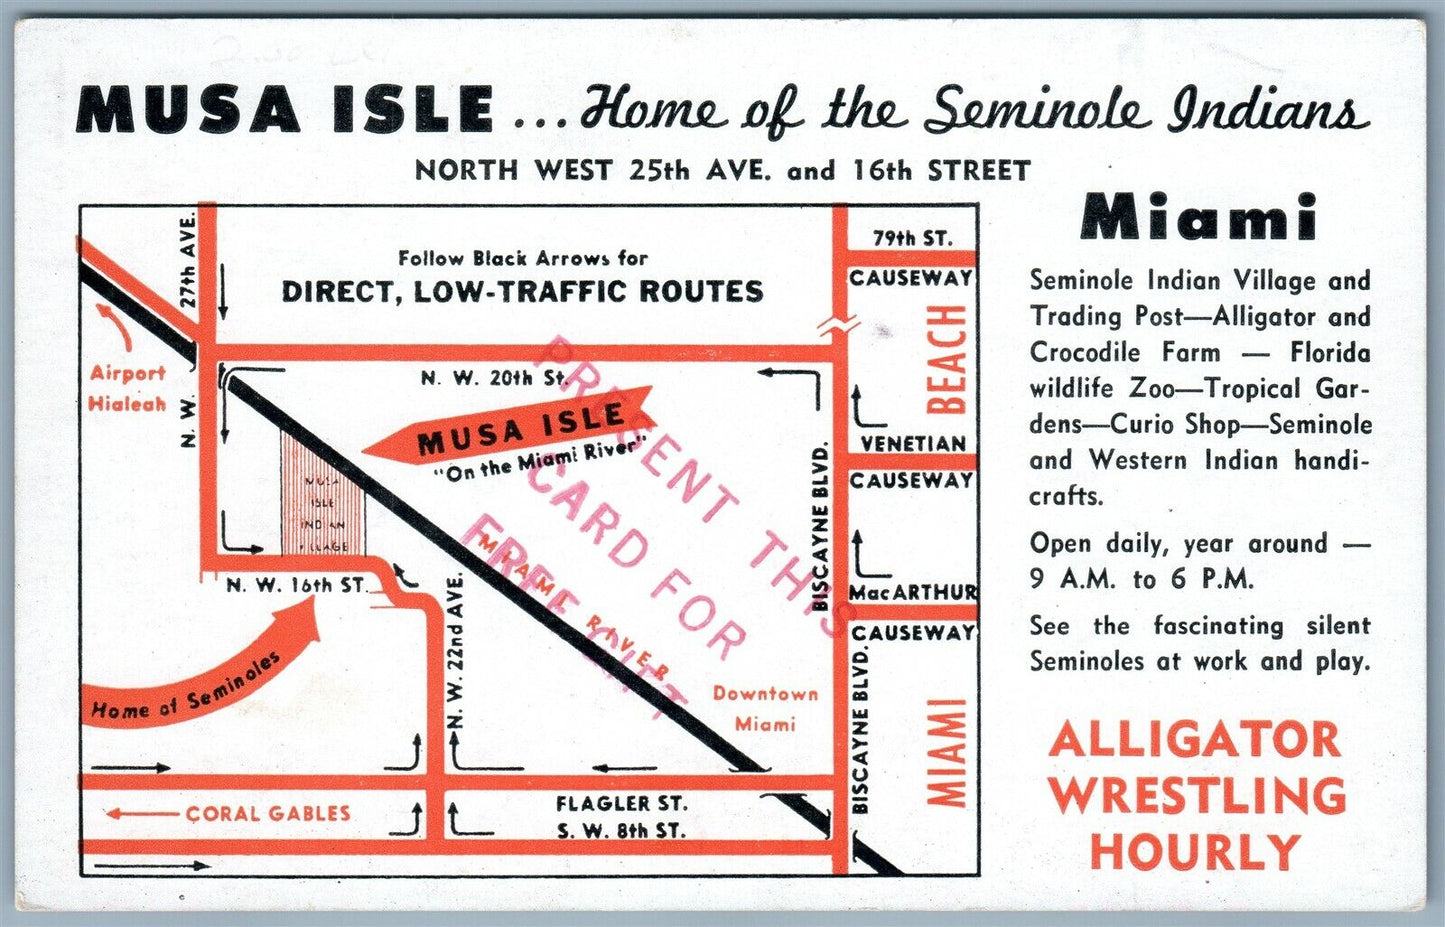 MUSA ISLE ... Home of the Seminole Indians
NORTH WEST 25th AVE. and 16th STREET
Miami
Seminole Indian Village and
Trading Post—Alligator and
Crocodile Farm — Florida
wildlife Zoo—Tropical Gar-
dens—Curio Shop—Seminole
and Western Indian handi-
crafts.
Open daily, year around —
9 A.M. to 6 P.M.
See the fascinating silent
Seminoles at work and play.
ALLIGATOR
WRESTLING
HOURLY
N. W. 27th AVE.
Follow Black Arrows for
DIRECT, LOW-TRAFFIC ROUTES
79th ST.
CAUSEWAY
Airport
Hialeah
N. W. 20th St.
MUSA ISLE
"On the Miami River"
MUSA
ISLE
INDIAN
VILLAGE
PRESENT THIS
CARD FOR
FREE GIFT
MIAMI RIVER
BISCAYNE BLVD.
VENETIAN
CAUSEWAY
MacARTHUR
CAUSEWAY
MIAMI BEACH
N. W. 16th ST.
N. W. 22nd AVE.
Home of Seminoles
Downtown
Miami
BISCAYNE BLVD.
CORAL GABLES
FLAGLER ST.
S. W. 8th ST.